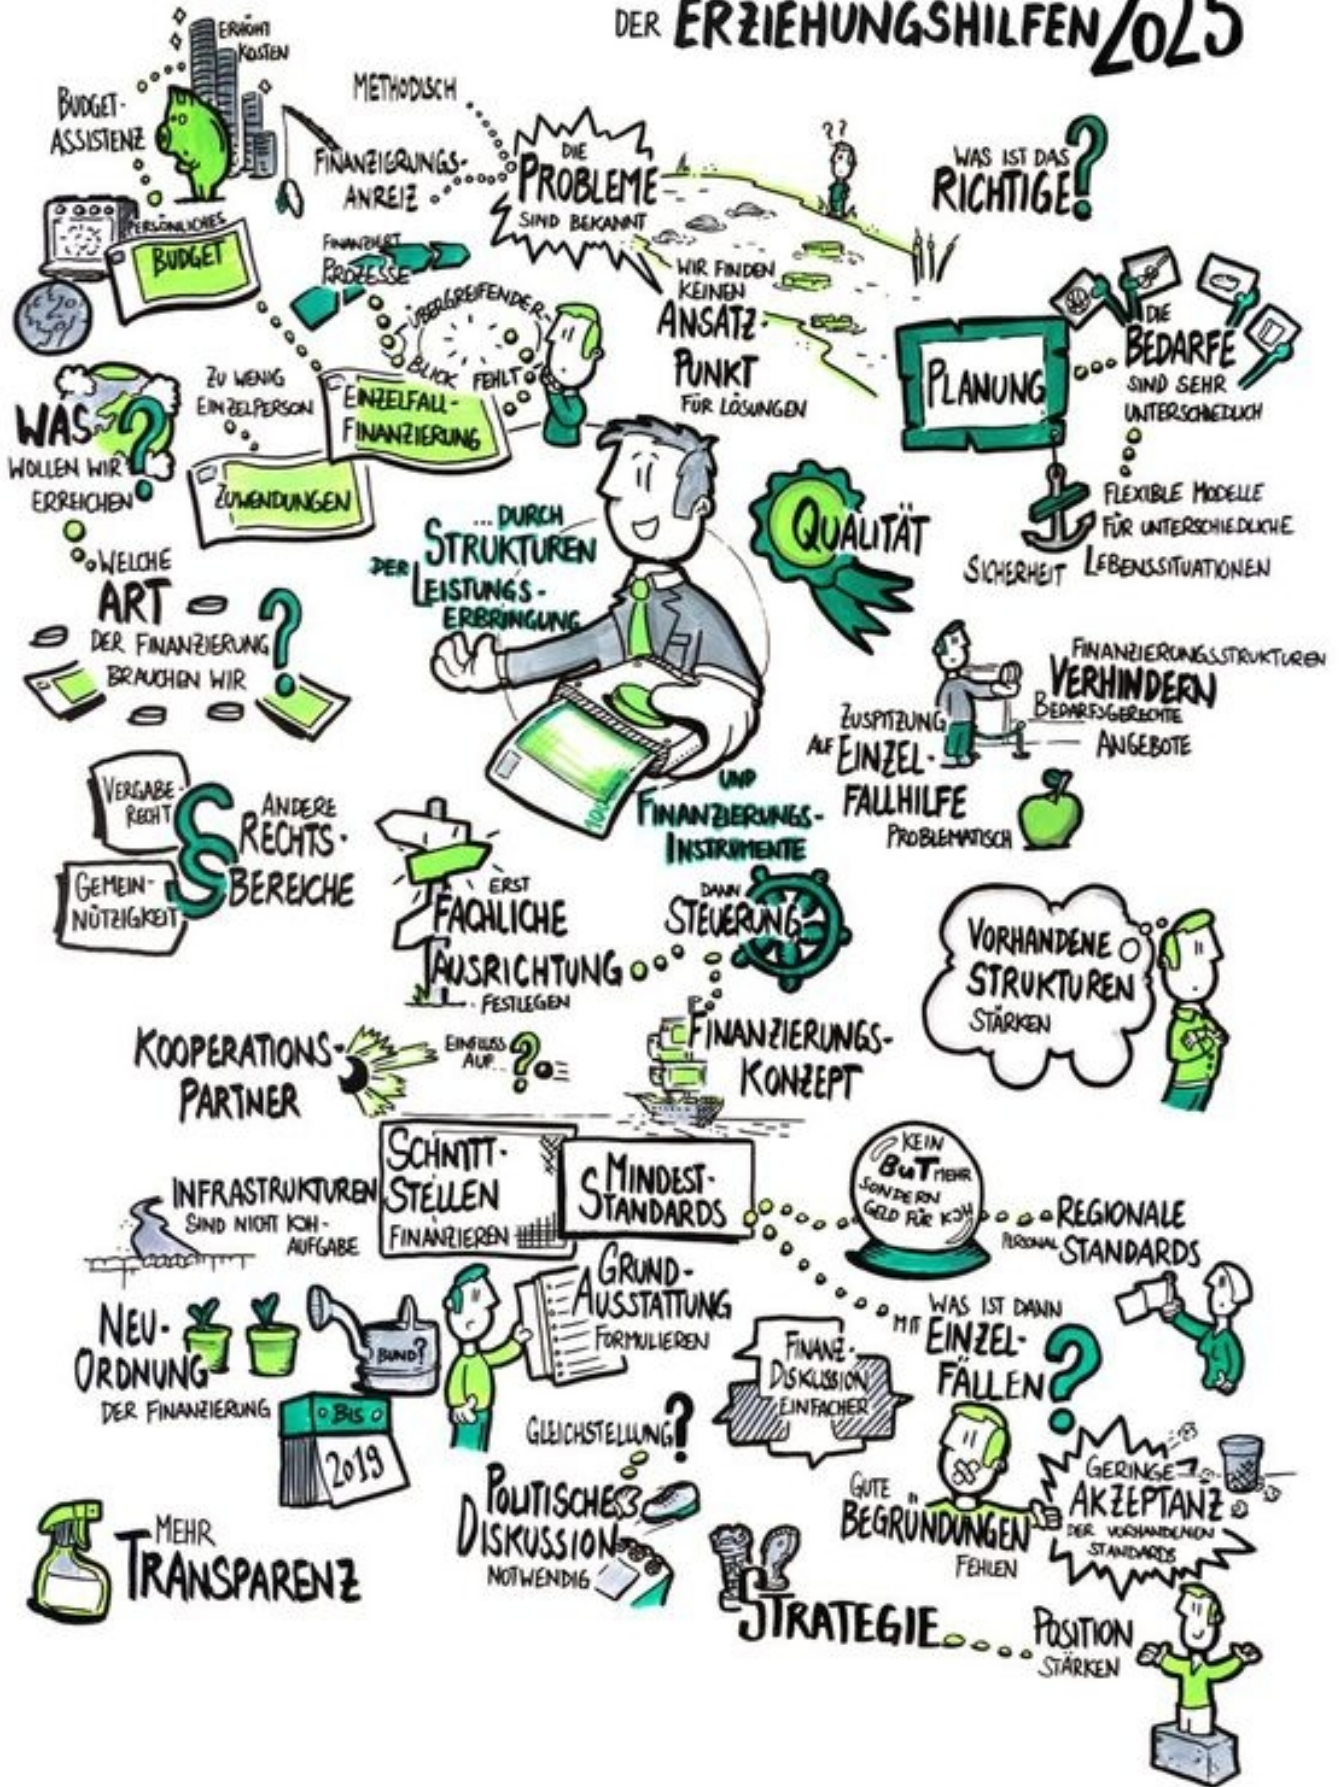 DER ERZIEHUNGSHILFEN 2025
ERHÖHT
KOSTEN
BUDGET-
ASSISTENZ
PERSÖNLICHES
BUDGET
METHODISCH
FINANZIERUNGS-
ANREIZ
DIE
PROBLEME
SIND BEKANNT
??
WAS IST DAS
RICHTIGE?
FINANZIERT
PROZESSE
ÜBERGREIFENDER
BLICK FEHLT
WIR FINDEN
KEINEN
ANSATZ-
PUNKT
FÜR LÖSUNGEN
PLANUNG
DIE
BEDARFE
SIND SEHR
UNTERSCHIEDLICH
WAS?
WOLLEN WIR
ERREICHEN
ZU WENIG
EINZELPERSON
EINZELFALL-
FINANZIERUNG
ZUWENDUNGEN
FLEXIBLE MODELLE
FÜR UNTERSCHIEDLICHE
LEBENSSITUATIONEN
SICHERHEIT
QUALITÄT
...DURCH
STRUKTUREN
DER LEISTUNGS-
ERBRINGUNG
100
UND
FINANZIERUNGS-
INSTRUMENTE
WELCHE
ART
DER FINANZIERUNG?
BRAUCHEN WIR
FINANZIERUNGSSTRUKTUREN
VERHINDERN
BEDARFSGERECHTE
ANGEBOTE
ZUSPITZUNG
AUF EINZEL-
FALLHILFE
PROBLEMATISCH
VERGABE-
RECHT
GEMEIN-
NÜTZIGKEIT
§
ANDERE
RECHTS-
BEREICHE
ERST
FACHLICHE
AUSRICHTUNG
FESTLEGEN
DANN
STEUERUNG
VORHANDENE
STRUKTUREN
STÄRKEN
KOOPERATIONS-
PARTNER
EINFLUSS
AUF...?
FINANZIERUNGS-
KONZEPT
INFRASTRUKTUREN
SIND NICHT KJH-
AUFGABE
SCHNITT-
STELLEN
FINANZIEREN
MINDEST-
STANDARDS
KEIN
BuT MEHR
SONDERN
GELD FÜR KJH
REGIONALE
PERSONAL STANDARDS
NEU-
ORDNUNG
DER FINANZIERUNG
BUND?
BIS
2019
GRUND-
AUSSTATTUNG
FORMULIEREN
FINANZ-
DISKUSSION
EINFACHER
WAS IST DANN
MIT EINZEL-
FÄLLEN?
GLEICHSTELLUNG?
POLITISCHE
DISKUSSION
NOTWENDIG
GUTE
BEGRÜNDUNGEN
FEHLEN
GERINGE
AKZEPTANZ
DER VORHANDENEN
STANDARDS
MEHR
TRANSPARENZ
STRATEGIE
POSITION
STÄRKEN